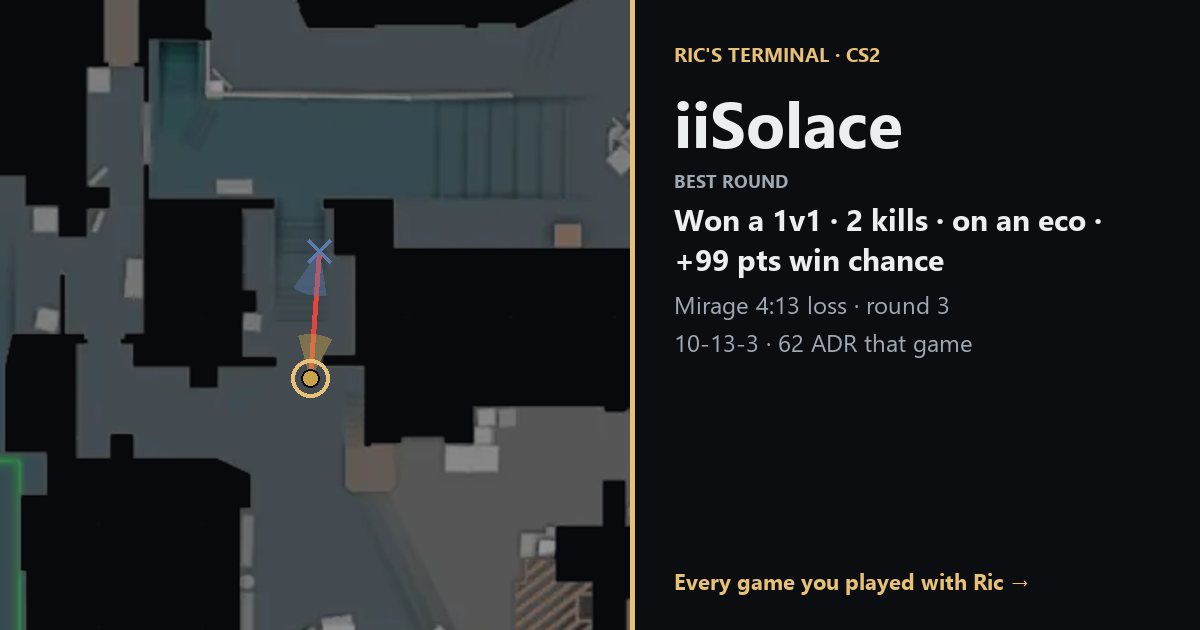 RIC'S TERMINAL · CS2
iiSolace
BEST ROUND
Won a 1v1 · 2 kills · on an eco ·
+99 pts win chance
Mirage 4:13 loss · round 3
10-13-3 · 62 ADR that game
Every game you played with Ric →